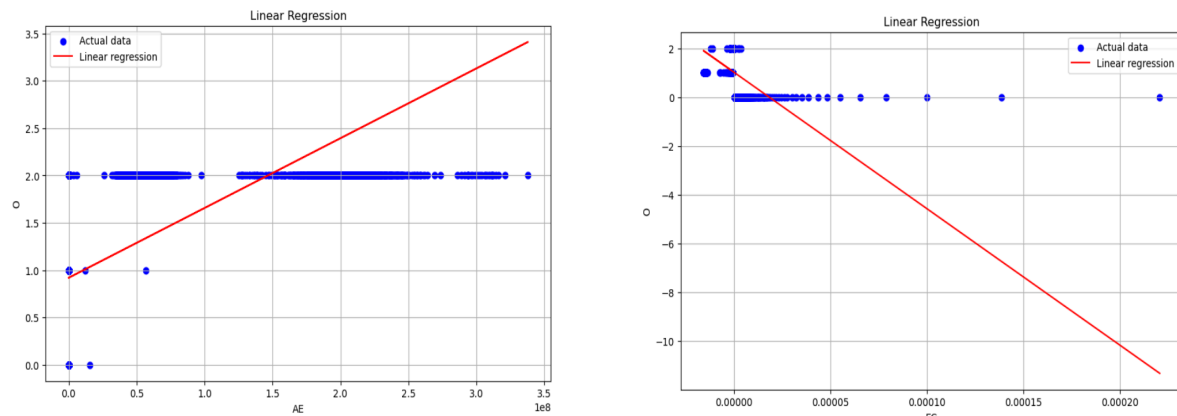 Linear Regression
Actual data
Linear regression
3.5
3.0
2.5
2.0
1.5
1.0
0.5
0.0
O
0.0
0.5
1.0
1.5
2.0
2.5
3.0
3.5
1e8
AE
Linear Regression
Actual data
Linear regression
2
0
−2
−4
−6
−8
−10
O
0.00000
0.00005
0.00010
0.00015
0.00020